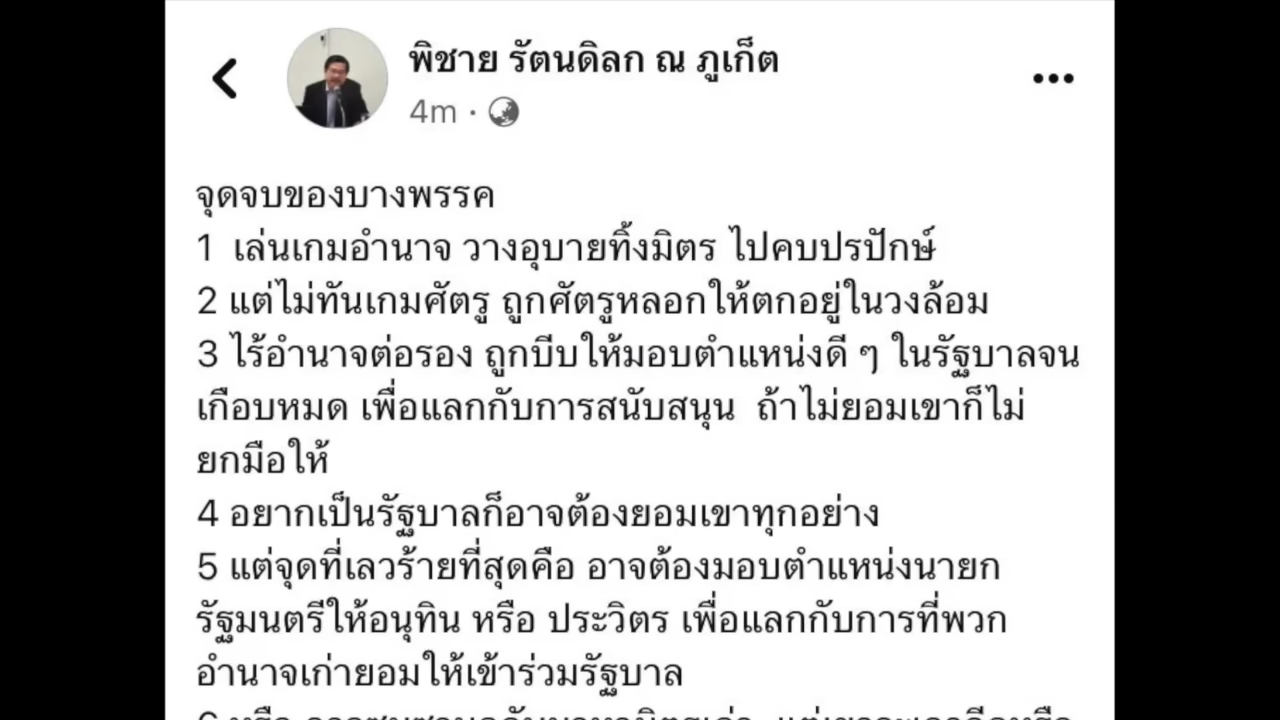 พิชาย รัตนดิลก ณ ภูเก็ต
4m ·
จุดจบของบางพรรค
1 เล่นเกมอำนาจ วางอุบายทิ้งมิตร ไปคบปรปักษ์
2 แต่ไม่ทันเกมศัตรู ถูกศัตรูหลอกให้ตกอยู่ในวงล้อม
3 ไร้อำนาจต่อรอง ถูกบีบให้มอบตำแหน่งดี ๆ ในรัฐบาลจน
เกือบหมด เพื่อแลกกับการสนับสนุน ถ้าไม่ยอมเขาก็ไม่
ยกมือให้
4 อยากเป็นรัฐบาลก็อาจต้องยอมเขาทุกอย่าง
5 แต่จุดที่เลวร้ายที่สุดคือ อาจต้องมอบตำแหน่งนายก
รัฐมนตรีให้อนุทิน หรือ ประวิตร เพื่อแลกกับการที่พวก
อำนาจเก่ายอมให้เข้าร่วมรัฐบาล